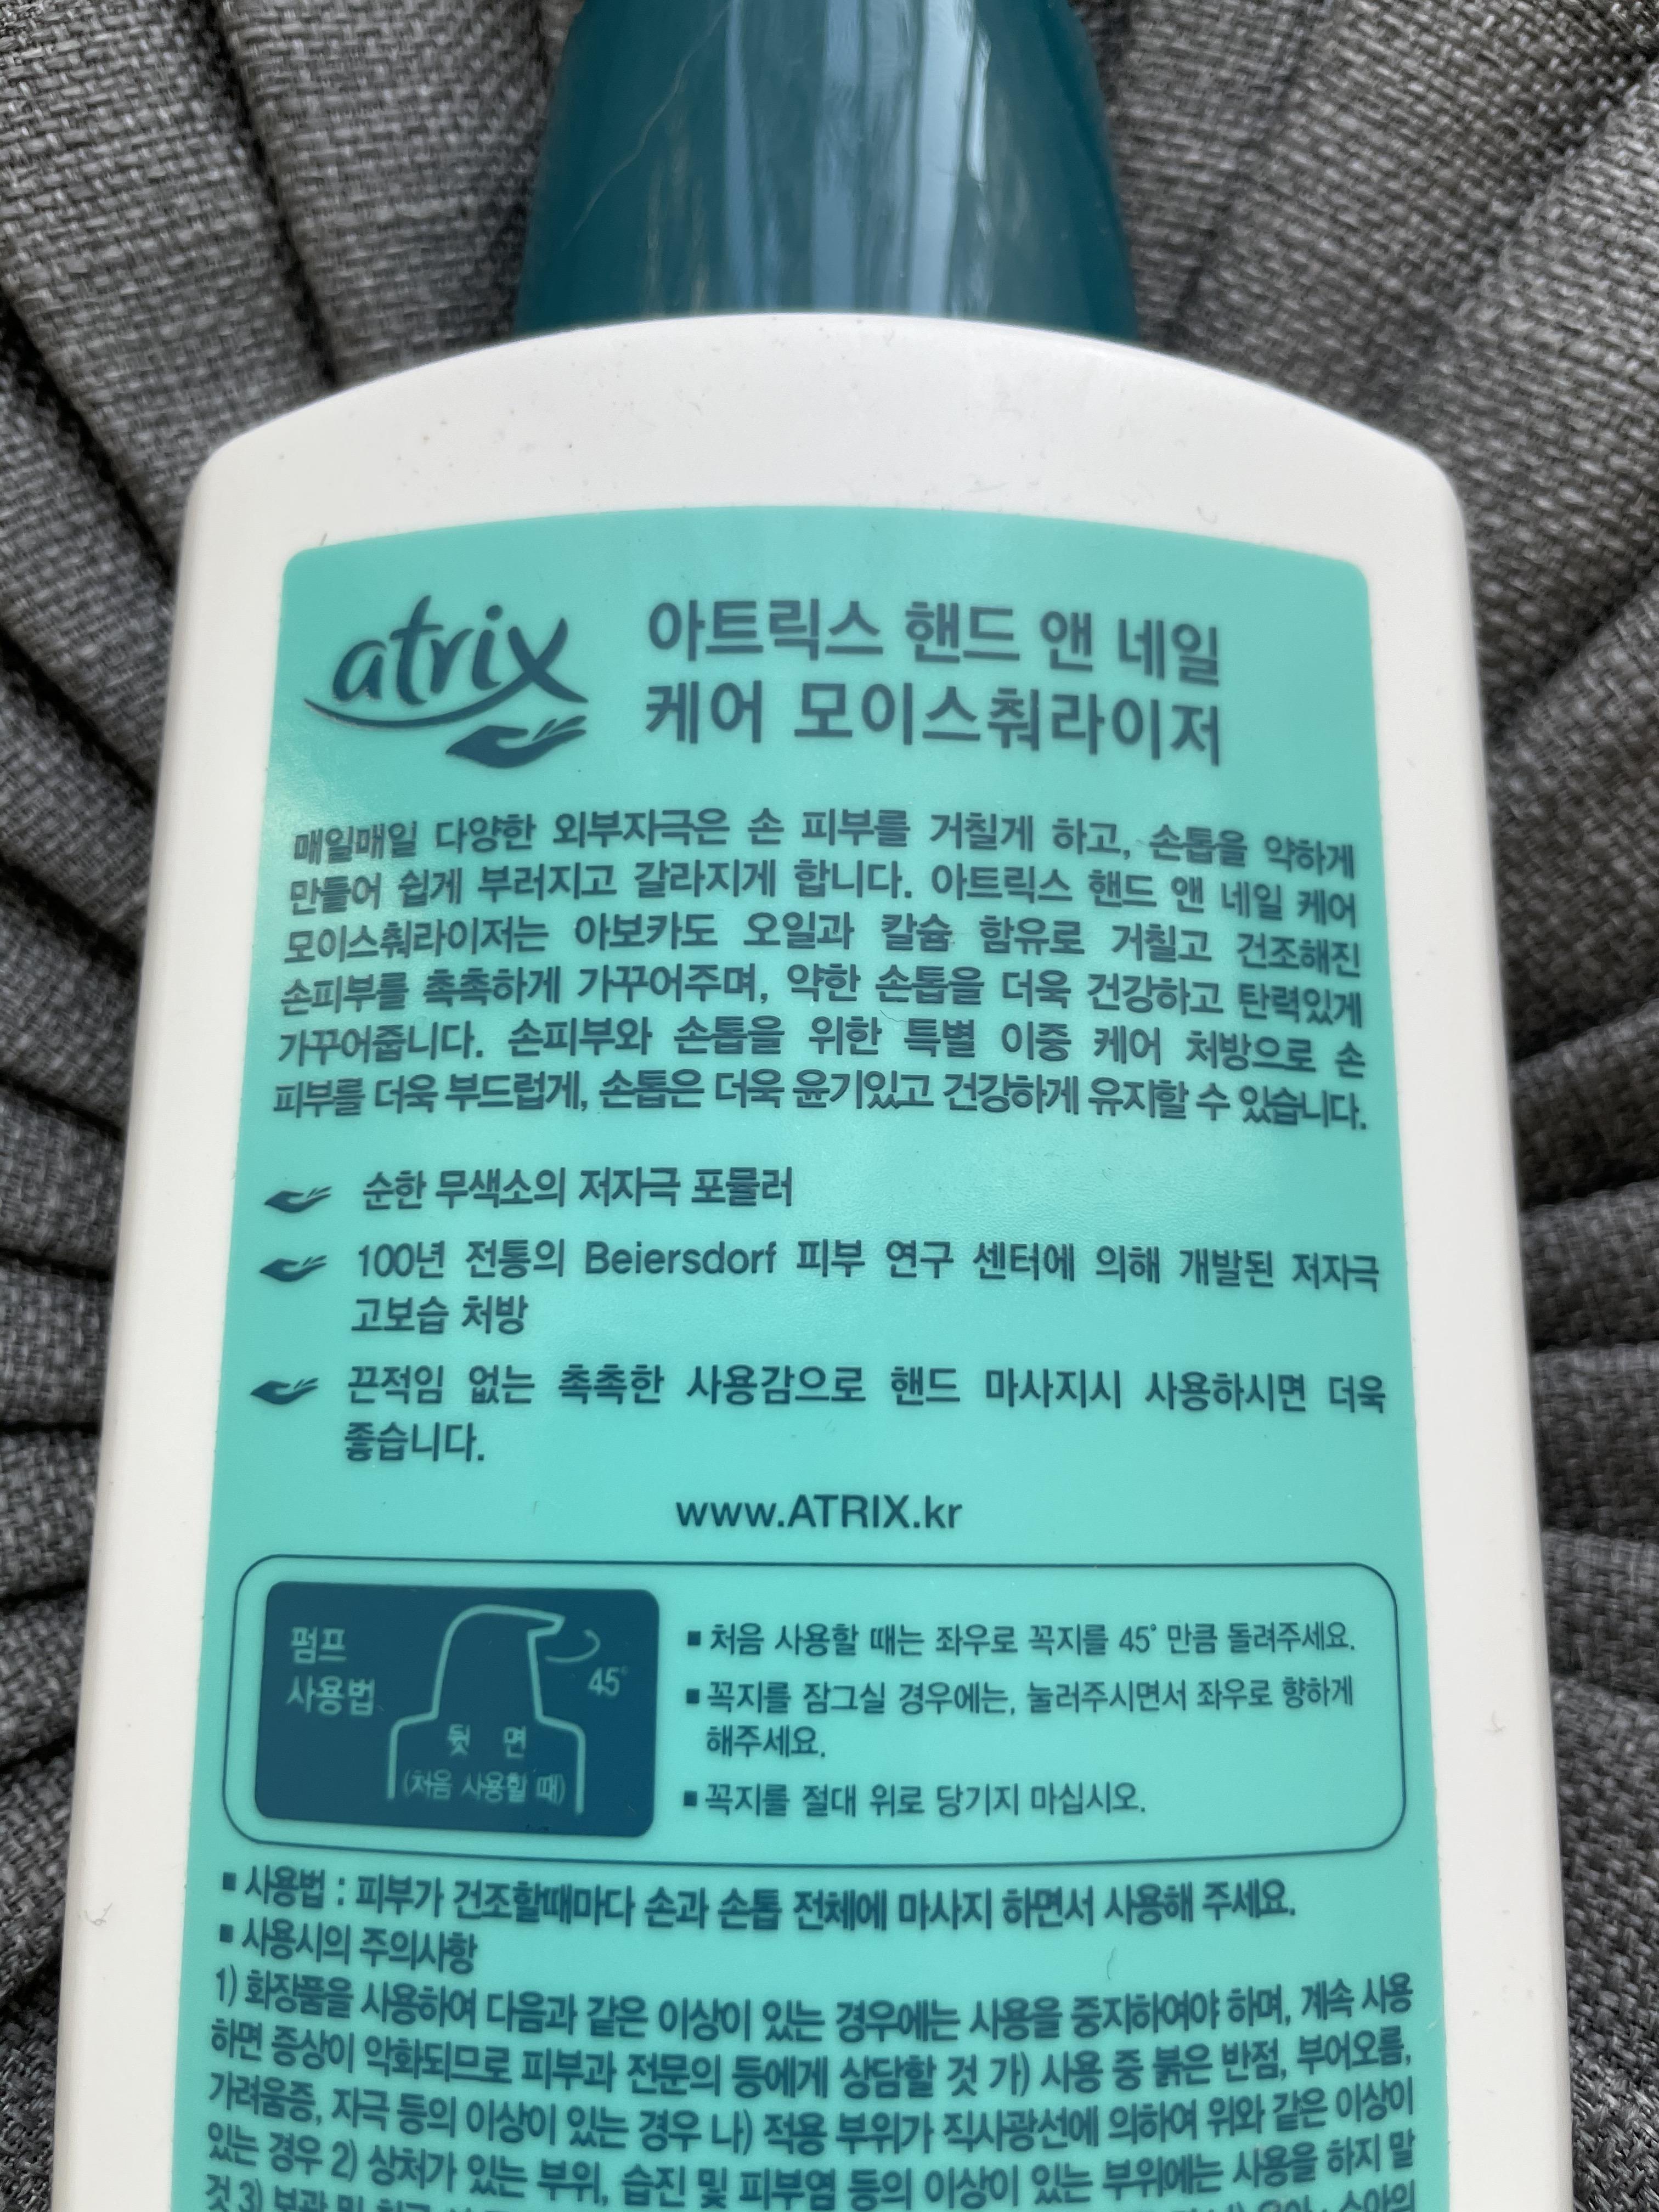 atrix
아트릭스 핸드 앤 네일
케어 모이스춰라이저
매일매일 다양한 외부자극은 손 피부를 거칠게 하고, 손톱을 약하게
만들어 쉽게 부러지고 갈라지게 합니다. 아트릭스 핸드 앤 네일 케어
모이스춰라이저는 아보카도 오일과 칼슘 함유로 거칠고 건조해진
손피부를 촉촉하게 가꾸어주며, 약한 손톱을 더욱 건강하고 탄력있게
가꾸어줍니다. 손피부와 손톱을 위한 특별 이중 케어 처방으로 손
피부를 더욱 부드럽게, 손톱은 더욱 윤기있고 건강하게 유지할 수 있습니다.
순한 무색소의 저자극 포뮬러
100년 전통의 Beiersdorf 피부 연구 센터에 의해 개발된 저자극
고보습 처방
끈적임 없는 촉촉한 사용감으로 핸드 마사지시 사용하시면 더욱
좋습니다.
www.ATRIX.kr
펌프
사용법
45°
뒷 면
(처음 사용할 때)
■ 처음 사용할 때는 좌우로 꼭지를 45° 만큼 돌려주세요.
■ 꼭지를 잠그실 경우에는, 눌러주시면서 좌우로 향하게
해주세요.
■ 꼭지를 절대 위로 당기지 마십시오.
■ 사용법 : 피부가 건조할때마다 손과 손톱 전체에 마사지 하면서 사용해 주세요.
■ 사용시의 주의사항
1) 화장품을 사용하여 다음과 같은 이상이 있는 경우에는 사용을 중지하여야 하며, 계속 사용
하면 증상이 악화되므로 피부과 전문의 등에게 상담할 것 가) 사용 중 붉은 반점, 부어오름,
가려움증, 자극 등의 이상이 있는 경우 나) 적용 부위가 직사광선에 의하여 위와 같은 이상이
있는 경우 2) 상처가 있는 부위, 습진 및 피부염 등의 이상이 있는 부위에는 사용을 하지 말
것 3) 보관 및